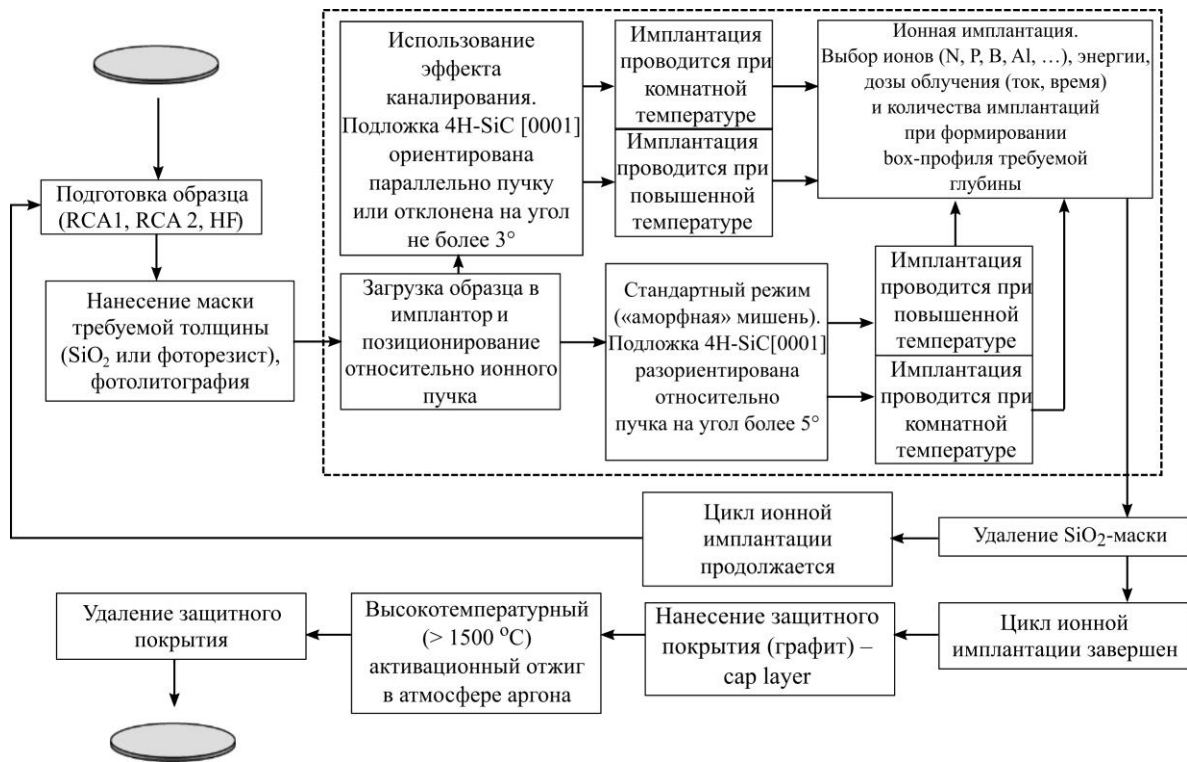 Подготовка образца
(RCA1, RCA 2, HF)
Нанесение маски
требуемой толщины
(SiO₂ или фоторезист),
фотолитография
Использование
эффекта
каналирования.
Подложка 4H-SiC [0001]
ориентирована
параллельно пучку
или отклонена на угол
не более 3°
Загрузка образца в
имплантор и
позиционирование
относительно ионного
пучка
Имплантация
проводится при
комнатной
температуре
Имплантация
проводится при
повышенной
температуре
Стандартный режим
(«аморфная» мишень).
Подложка 4H-SiC[0001]
разориентирована
относительно
пучка на угол более 5°
Ионная имплантация.
Выбор ионов (N, P, B, Al, …), энергии,
дозы облучения (ток, время)
и количества имплантаций
при формировании
box-профиля требуемой
глубины
Имплантация
проводится при
повышенной
температуре
Имплантация
проводится при
комнатной
температуре
Удаление SiO₂-маски
Цикл ионной
имплантации
продолжается
Цикл ионной
имплантации завершен
Нанесение защитного
покрытия (графит) –
cap layer
Высокотемпературный
(> 1500 °C)
активационный отжиг
в атмосфере аргона
Удаление защитного
покрытия